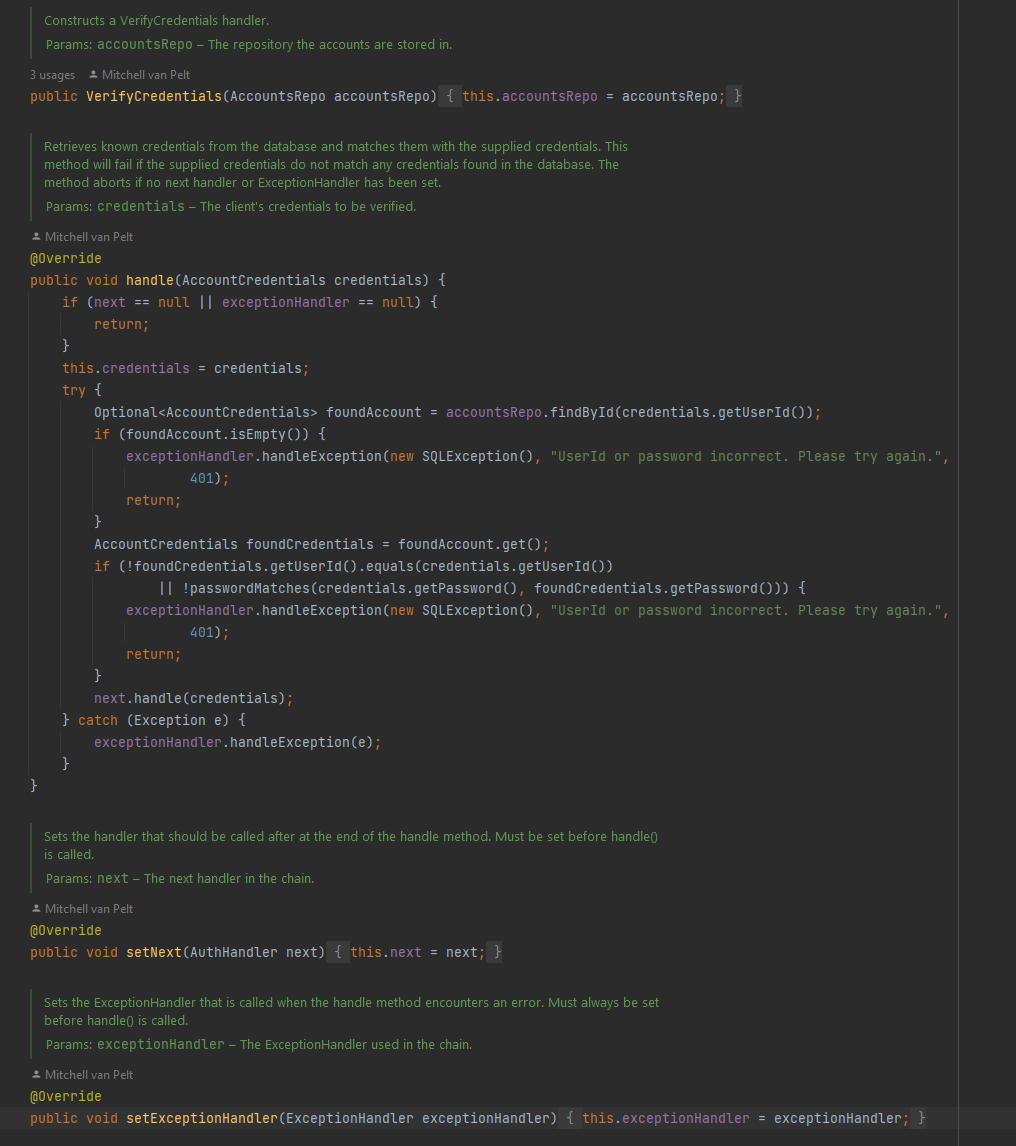 Constructs a VerifyCredentials handler.
Params: accountsRepo – The repository the accounts are stored in.
3 usages Mitchell van Pelt
public VerifyCredentials(AccountsRepo accountsRepo) { this.accountsRepo = accountsRepo; }
Retrieves known credentials from the database and matches them with the supplied credentials. This
method will fail if the supplied credentials do not match any credentials found in the database. The
method aborts if no next handler or ExceptionHandler has been set.
Params: credentials – The client's credentials to be verified.
Mitchell van Pelt
@Override
public void handle(AccountCredentials credentials) {
if (next == null || exceptionHandler == null) {
return;
}
this.credentials = credentials;
try {
Optional<AccountCredentials> foundAccount = accountsRepo.findById(credentials.getUserId());
if (foundAccount.isEmpty()) {
exceptionHandler.handleException(new SQLException(), "UserId or password incorrect. Please try again.",
401);
return;
}
AccountCredentials foundCredentials = foundAccount.get();
if (!foundCredentials.getUserId().equals(credentials.getUserId())
|| !passwordMatches(credentials.getPassword(), foundCredentials.getPassword())) {
exceptionHandler.handleException(new SQLException(), "UserId or password incorrect. Please try again.",
401);
return;
}
next.handle(credentials);
} catch (Exception e) {
exceptionHandler.handleException(e);
}
}
Sets the handler that should be called after at the end of the handle method. Must be set before handle()
is called.
Params: next – The next handler in the chain.
Mitchell van Pelt
@Override
public void setNext(AuthHandler next) { this.next = next; }
Sets the ExceptionHandler that is called when the handle method encounters an error. Must always be set
before handle() is called.
Params: exceptionHandler – The ExceptionHandler used in the chain.
Mitchell van Pelt
@Override
public void setExceptionHandler(ExceptionHandler exceptionHandler) { this.exceptionHandler = exceptionHandler; }